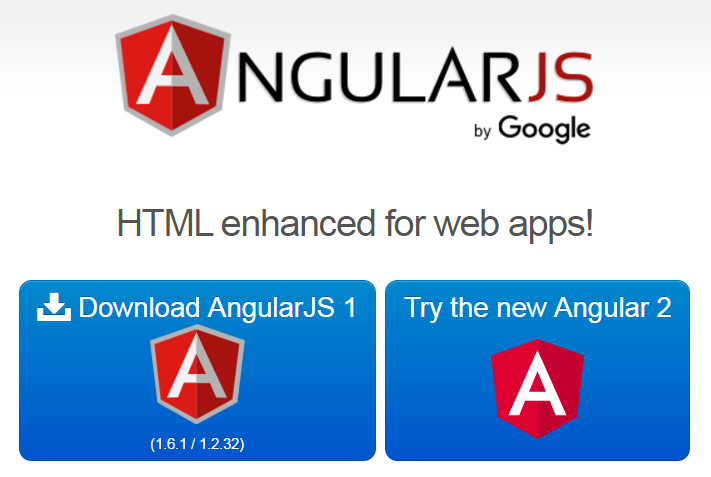 ANGULARJS
by Google
HTML enhanced for web apps!
Download AngularJS 1
A
(1.6.1 / 1.2.32)
Try the new Angular 2
A